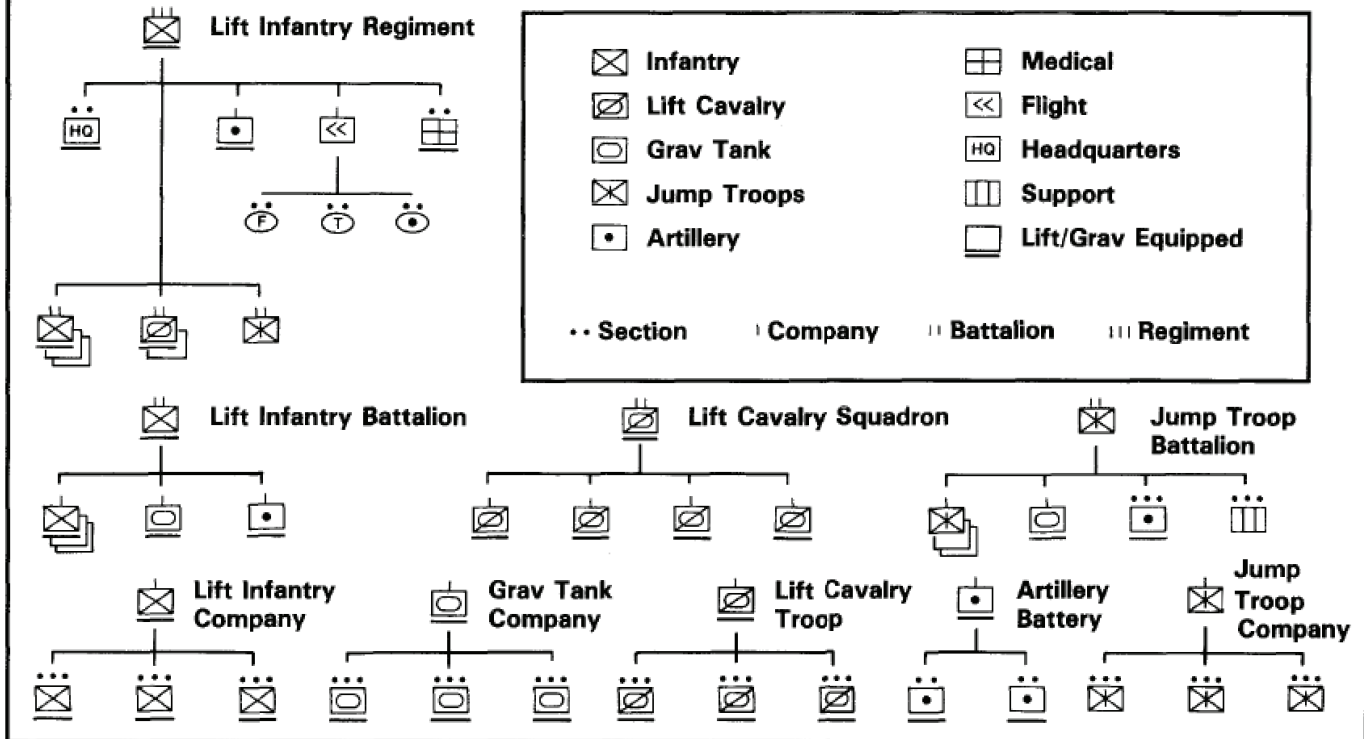 Lift Infantry Regiment
HQ
F T
Infantry
Lift Cavalry
Grav Tank
Jump Troops
Artillery
Medical
Flight
HQ Headquarters
Support
Lift/Grav Equipped
Section Company Battalion Regiment
Lift Infantry Battalion
Lift Cavalry Squadron
Jump Troop
Battalion
Lift Infantry
Company
Grav Tank
Company
Lift Cavalry
Troop
Artillery
Battery
Jump
Troop
Company